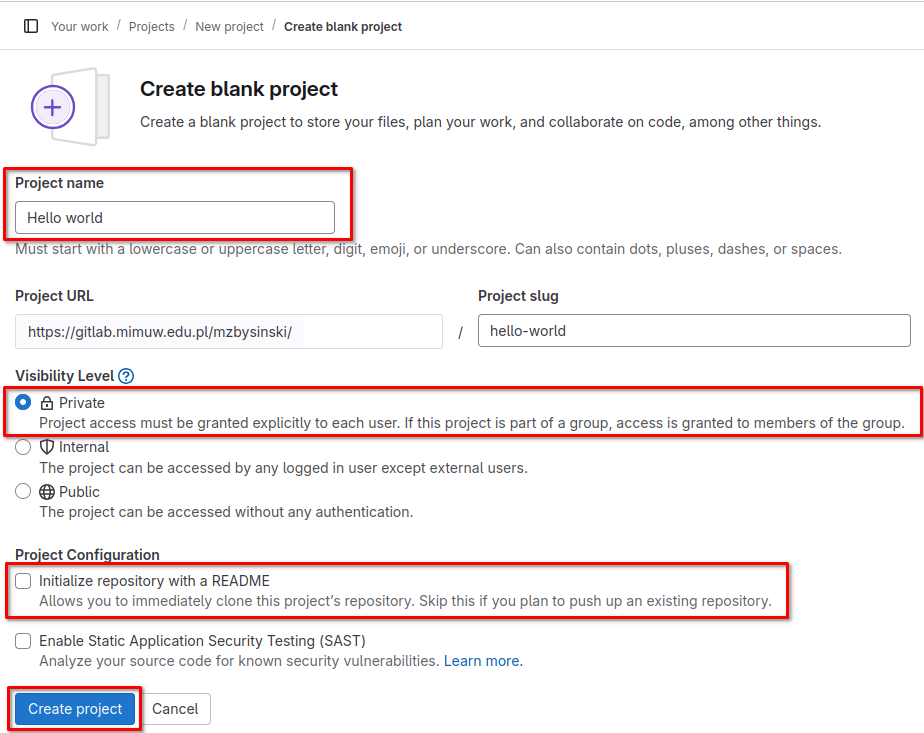 Your work / Projects / New project / Create blank project
Create blank project
Create a blank project to store your files, plan your work, and collaborate on code, among other things.
Project name
Hello world
Must start with a lowercase or uppercase letter, digit, emoji, or underscore. Can also contain dots, pluses, dashes, or spaces.
Project URL
Project slug
https://gitlab.mimuw.edu.pl/mzbysinski/ / hello-world
Visibility Level
Private
Project access must be granted explicitly to each user. If this project is part of a group, access is granted to members of the group.
Internal
The project can be accessed by any logged in user except external users.
Public
The project can be accessed without any authentication.
Project Configuration
Initialize repository with a README
Allows you to immediately clone this project's repository. Skip this if you plan to push up an existing repository.
Enable Static Application Security Testing (SAST)
Analyze your source code for known security vulnerabilities. Learn more.
Create project
Cancel